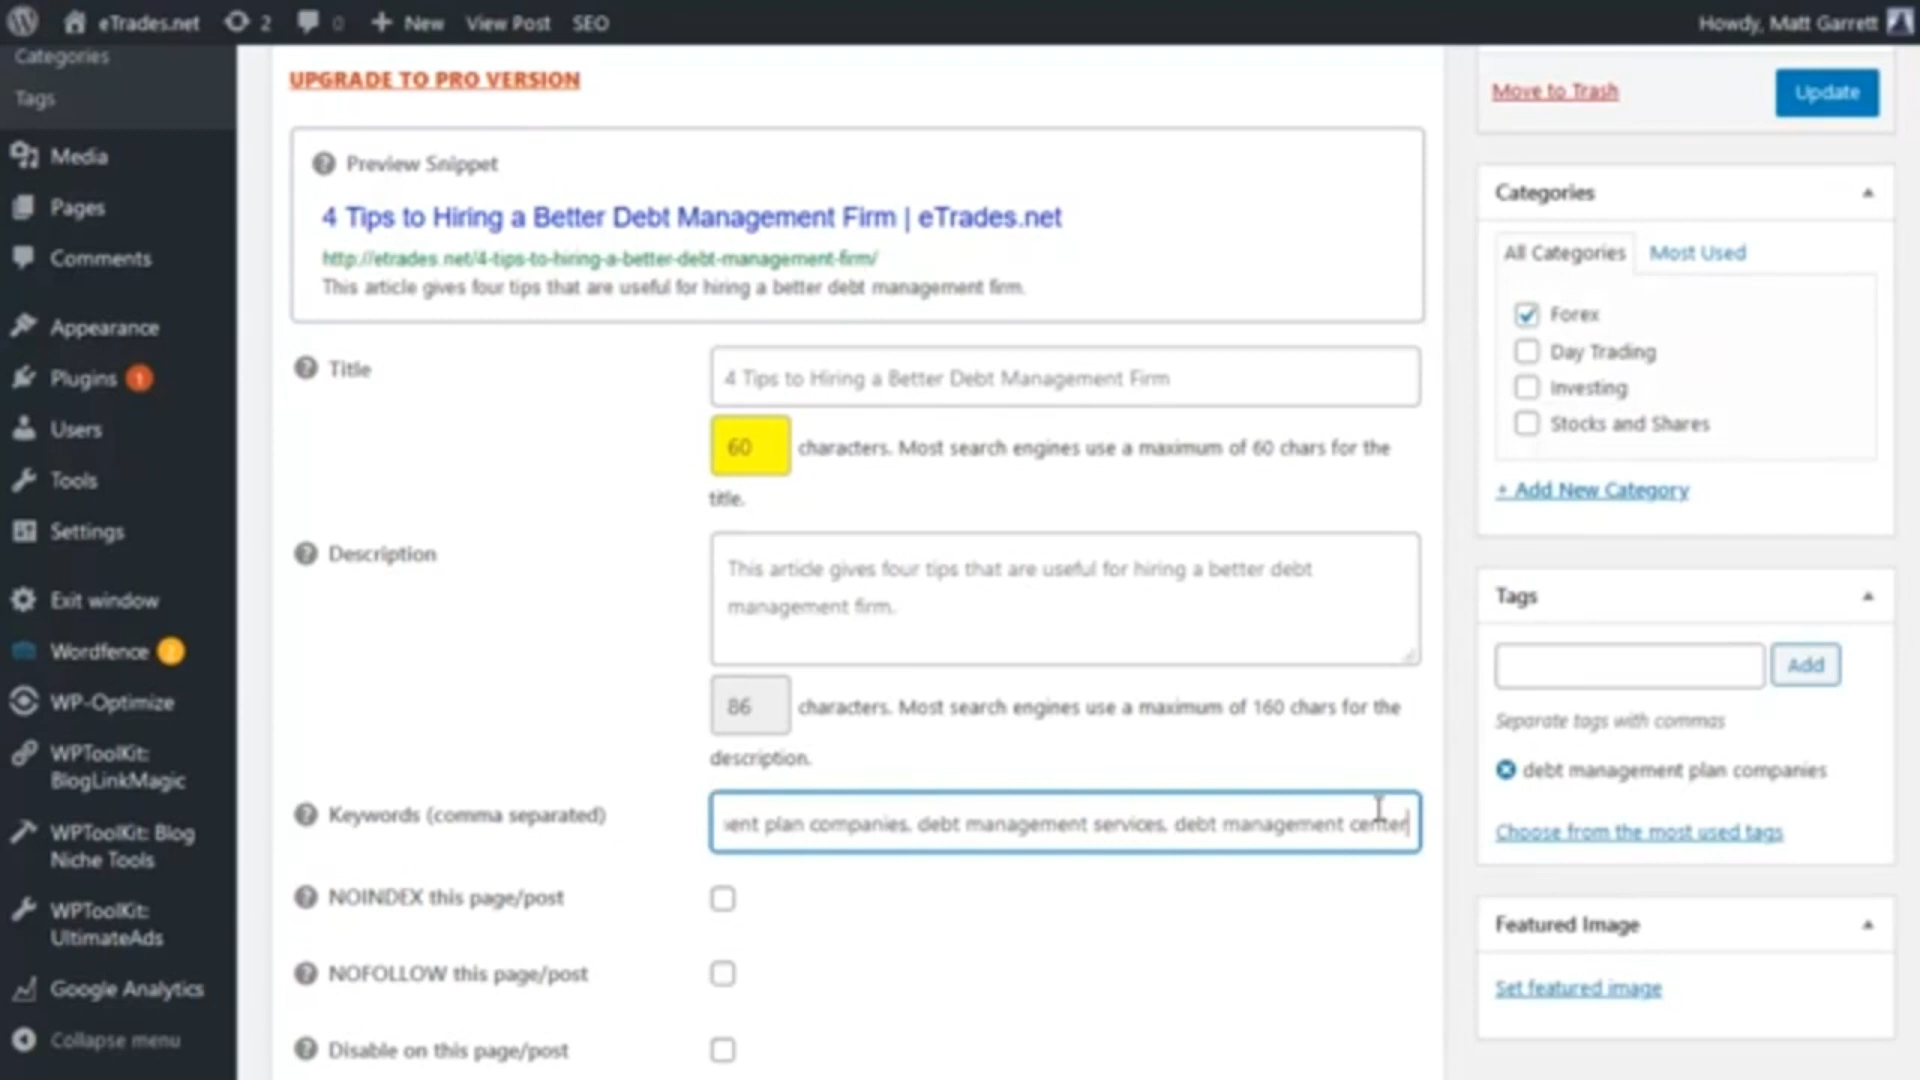 eTrades.net 2 0 New View Post SEO Howdy, Matt Garrett
Categories
Tags
Media
Pages
Comments
Appearance
Plugins 1
Users
Tools
Settings
Exit window
Wordfence 2
WP-Optimize
WPToolKit:
BlogLinkMagic
WPToolKit: Blog
Niche Tools
WPToolKit:
UltimateAds
Google Analytics
Collapse menu
UPGRADE TO PRO VERSION
Preview Snippet
4 Tips to Hiring a Better Debt Management Firm | eTrades.net
http://etrades.net/4-tips-to-hiring-a-better-debt-management-firm/
This article gives four tips that are useful for hiring a better debt management firm.
Title
4 Tips to Hiring a Better Debt Management Firm
60 characters. Most search engines use a maximum of 60 chars for the
title.
Description
This article gives four tips that are useful for hiring a better debt
management firm.
86 characters. Most search engines use a maximum of 160 chars for the
description.
Keywords (comma separated)
ent plan companies, debt management services, debt management center
NOINDEX this page/post
NOFOLLOW this page/post
Disable on this page/post
Move to Trash
Update
Categories
All Categories Most Used
Forex
Day Trading
Investing
Stocks and Shares
+ Add New Category
Tags
Add
Separate tags with commas
debt management plan companies
Choose from the most used tags
Featured Image
Set featured image